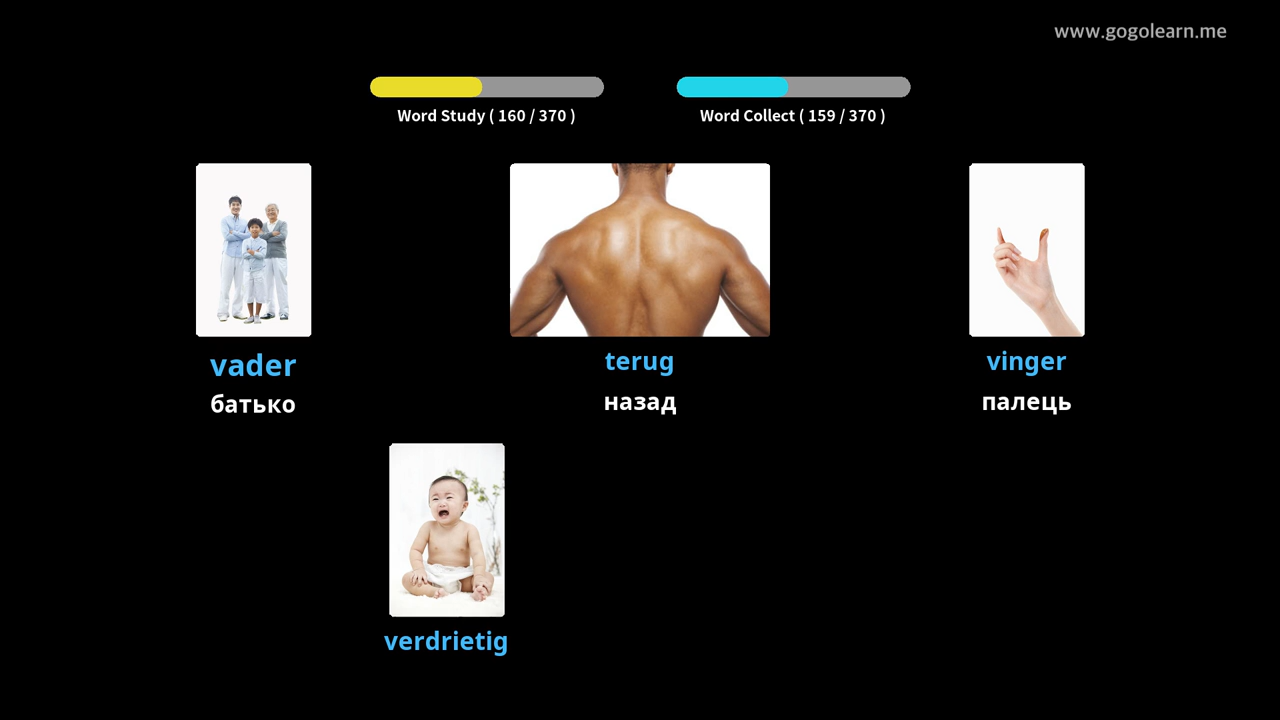 www.gogolearn.me
Word Study ( 160 / 370 )
Word Collect ( 159 / 370 )
vader
батько
terug
назад
vinger
палець
verdrietig